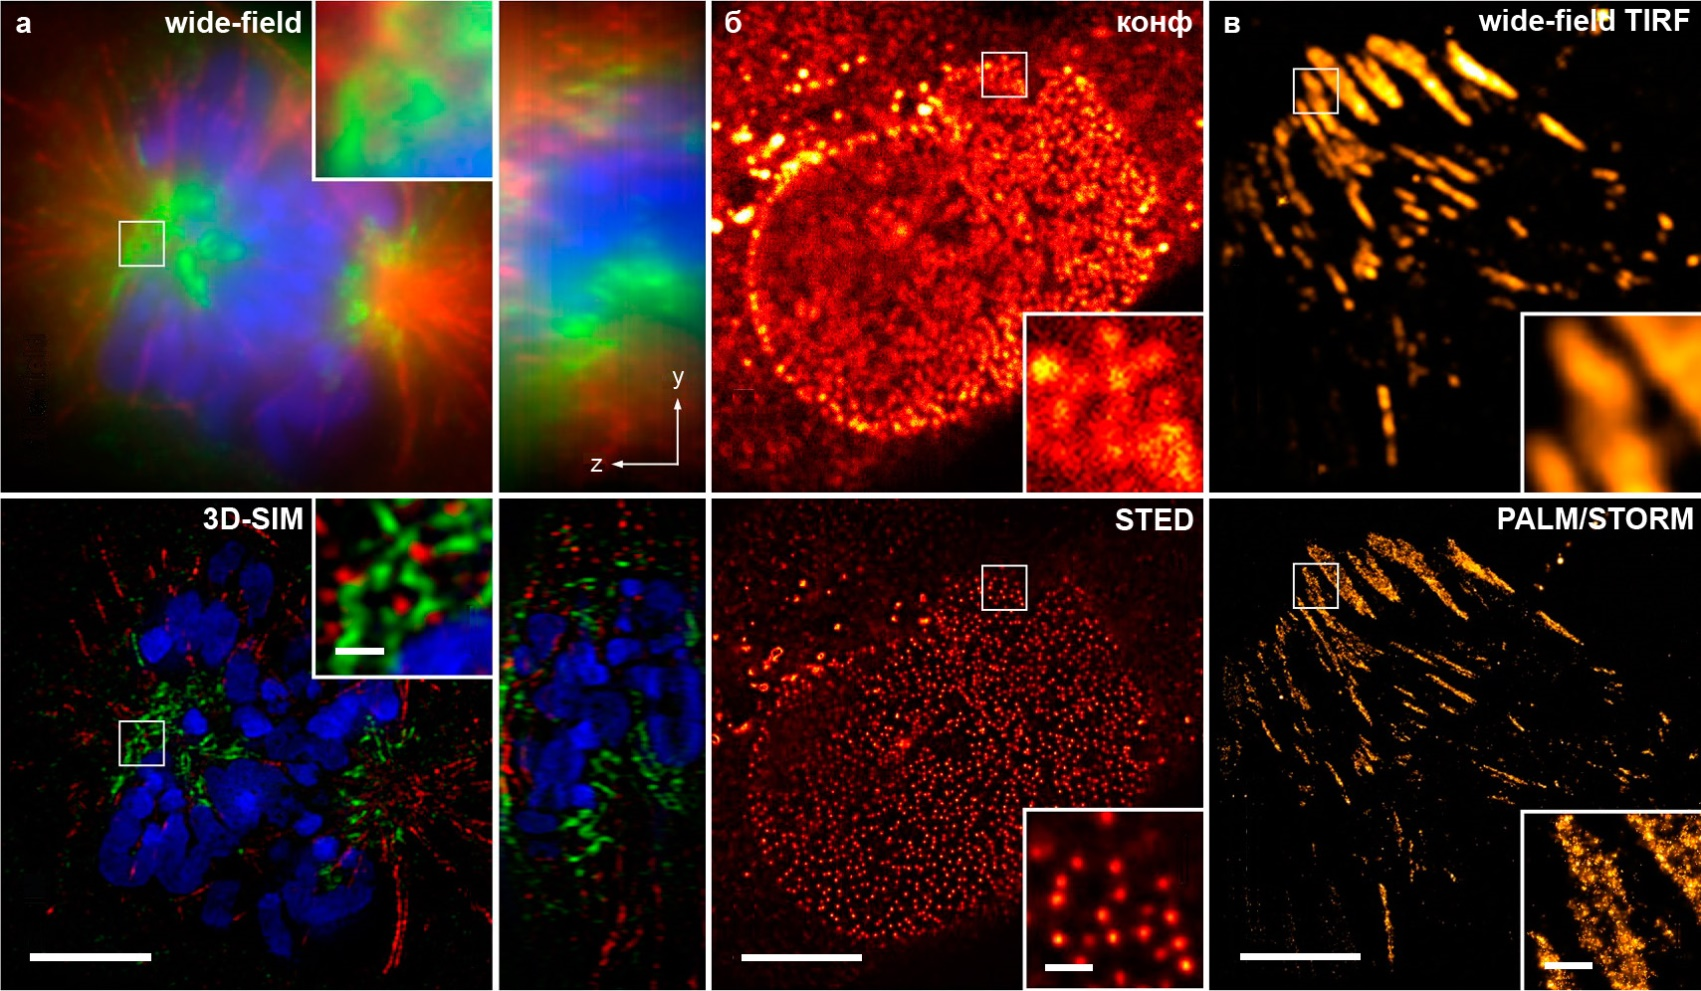 а wide-field
y
z
б конф
в wide-field TIRF
3D-SIM
STED
PALM/STORM